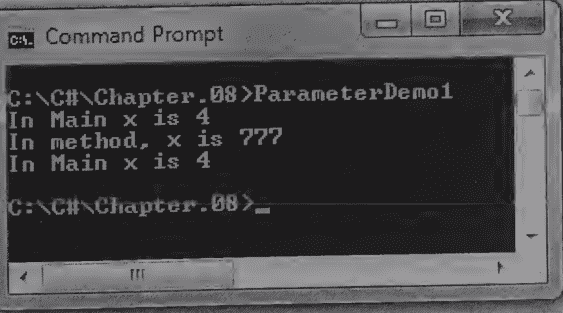 C:\. Command Prompt
C:\C#\Chapter.08>ParameterDemo1
In Main x is 4
In method, x is 777
In Main x is 4
C:\C#\Chapter.08>_